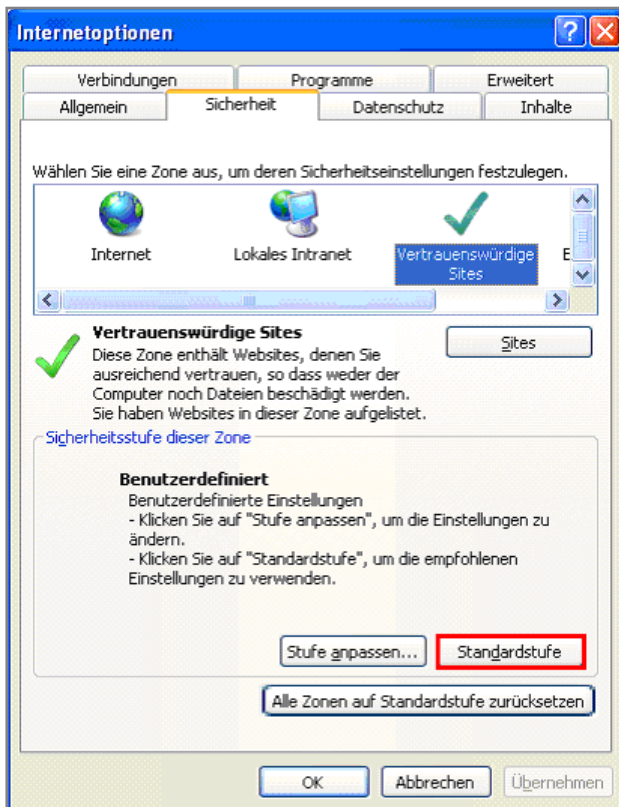 Internetoptionen
Verbindungen Programme Erweitert
Allgemein Sicherheit Datenschutz Inhalte
Wählen Sie eine Zone aus, um deren Sicherheitseinstellungen festzulegen.
Internet Lokales Intranet Vertrauenswürdige E
Sites
Vertrauenswürdige Sites
Sites
Diese Zone enthält Websites, denen Sie
ausreichend vertrauen, so dass weder der
Computer noch Dateien beschädigt werden.
Sie haben Websites in dieser Zone aufgelistet.
Sicherheitsstufe dieser Zone
Benutzerdefiniert
Benutzerdefinierte Einstellungen
- Klicken Sie auf "Stufe anpassen", um die Einstellungen zu
ändern.
- Klicken Sie auf "Standardstufe", um die empfohlenen
Einstellungen zu verwenden.
Stufe anpassen... Standardstufe
Alle Zonen auf Standardstufe zurücksetzen
OK Abbrechen Übernehmen